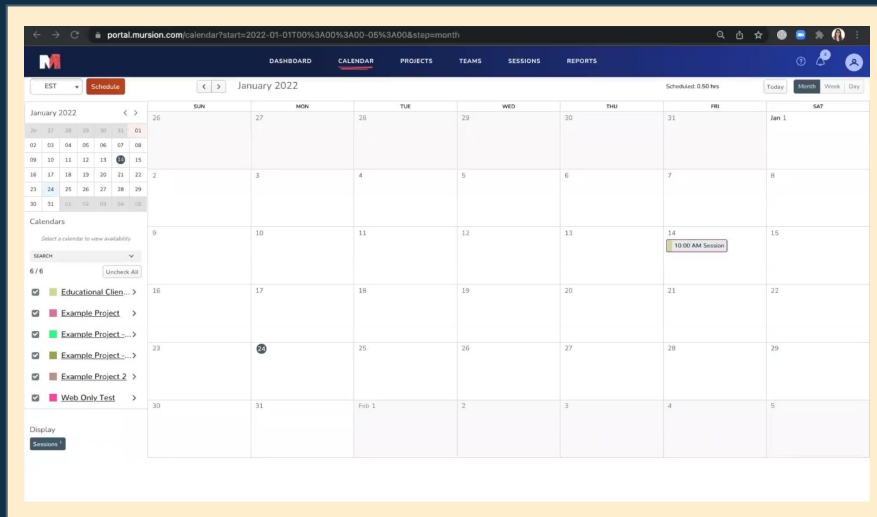 portal.mursion.com/calendar?start=2022-01-01T00%3A00%3A00-05%3A00&step=month
M
DASHBOARD CALENDAR PROJECTS TEAMS SESSIONS REPORTS
EST Schedule
January 2022
Scheduled: 0.50 hrs
Today Month Week Day
January 2022
26 27 28 29 30 31 01
02 03 04 05 06 07 08
09 10 11 12 13 14 15
16 17 18 19 20 21 22
23 24 25 26 27 28 29
30 31 01 02 03 04 05
Calendars
Select a calendar to view availability
SEARCH
6 / 6 Uncheck All
Educational Clien...
Example Project
Example Project -...
Example Project -...
Example Project 2
Web Only Test
Display
Sessions 1
SUN MON TUE WED THU FRI SAT
26 27 28 29 30 31 Jan 1
2 3 4 5 6 7 8
9 10 11 12 13 14 15
10:00 AM Session
16 17 18 19 20 21 22
23 24 25 26 27 28 29
30 31 Feb 1 2 3 4 5